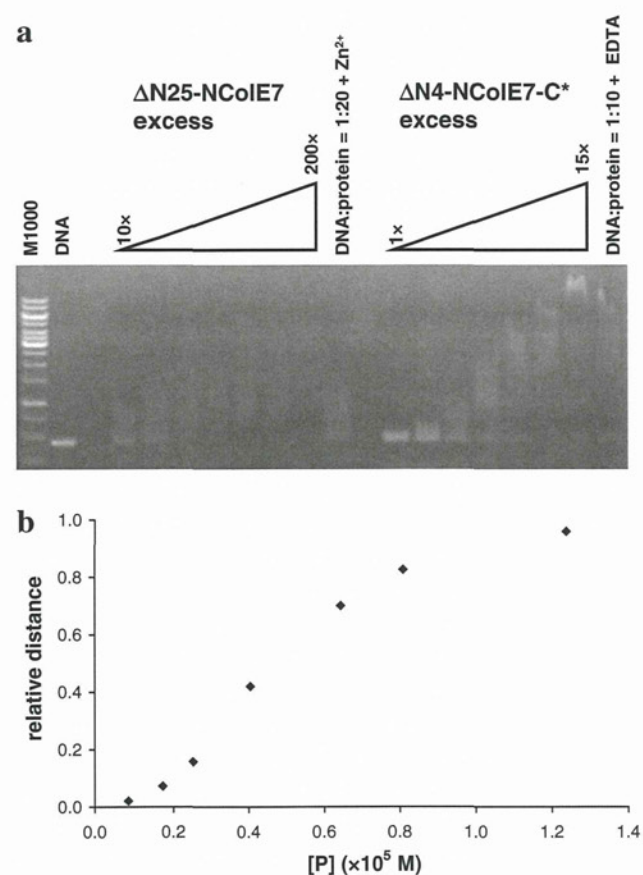 a
ΔN25-NColE7
excess
ΔN4-NColE7-C*
excess
M1000
DNA
10×
200×
DNA:protein = 1:20 + Zn²⁺
1×
15×
DNA:protein = 1:10 + EDTA
b
1.0
0.8
0.6
0.4
0.2
0.0
relative distance
0.0 0.2 0.4 0.6 0.8 1.0 1.2 1.4
[P] (×10⁵ M)